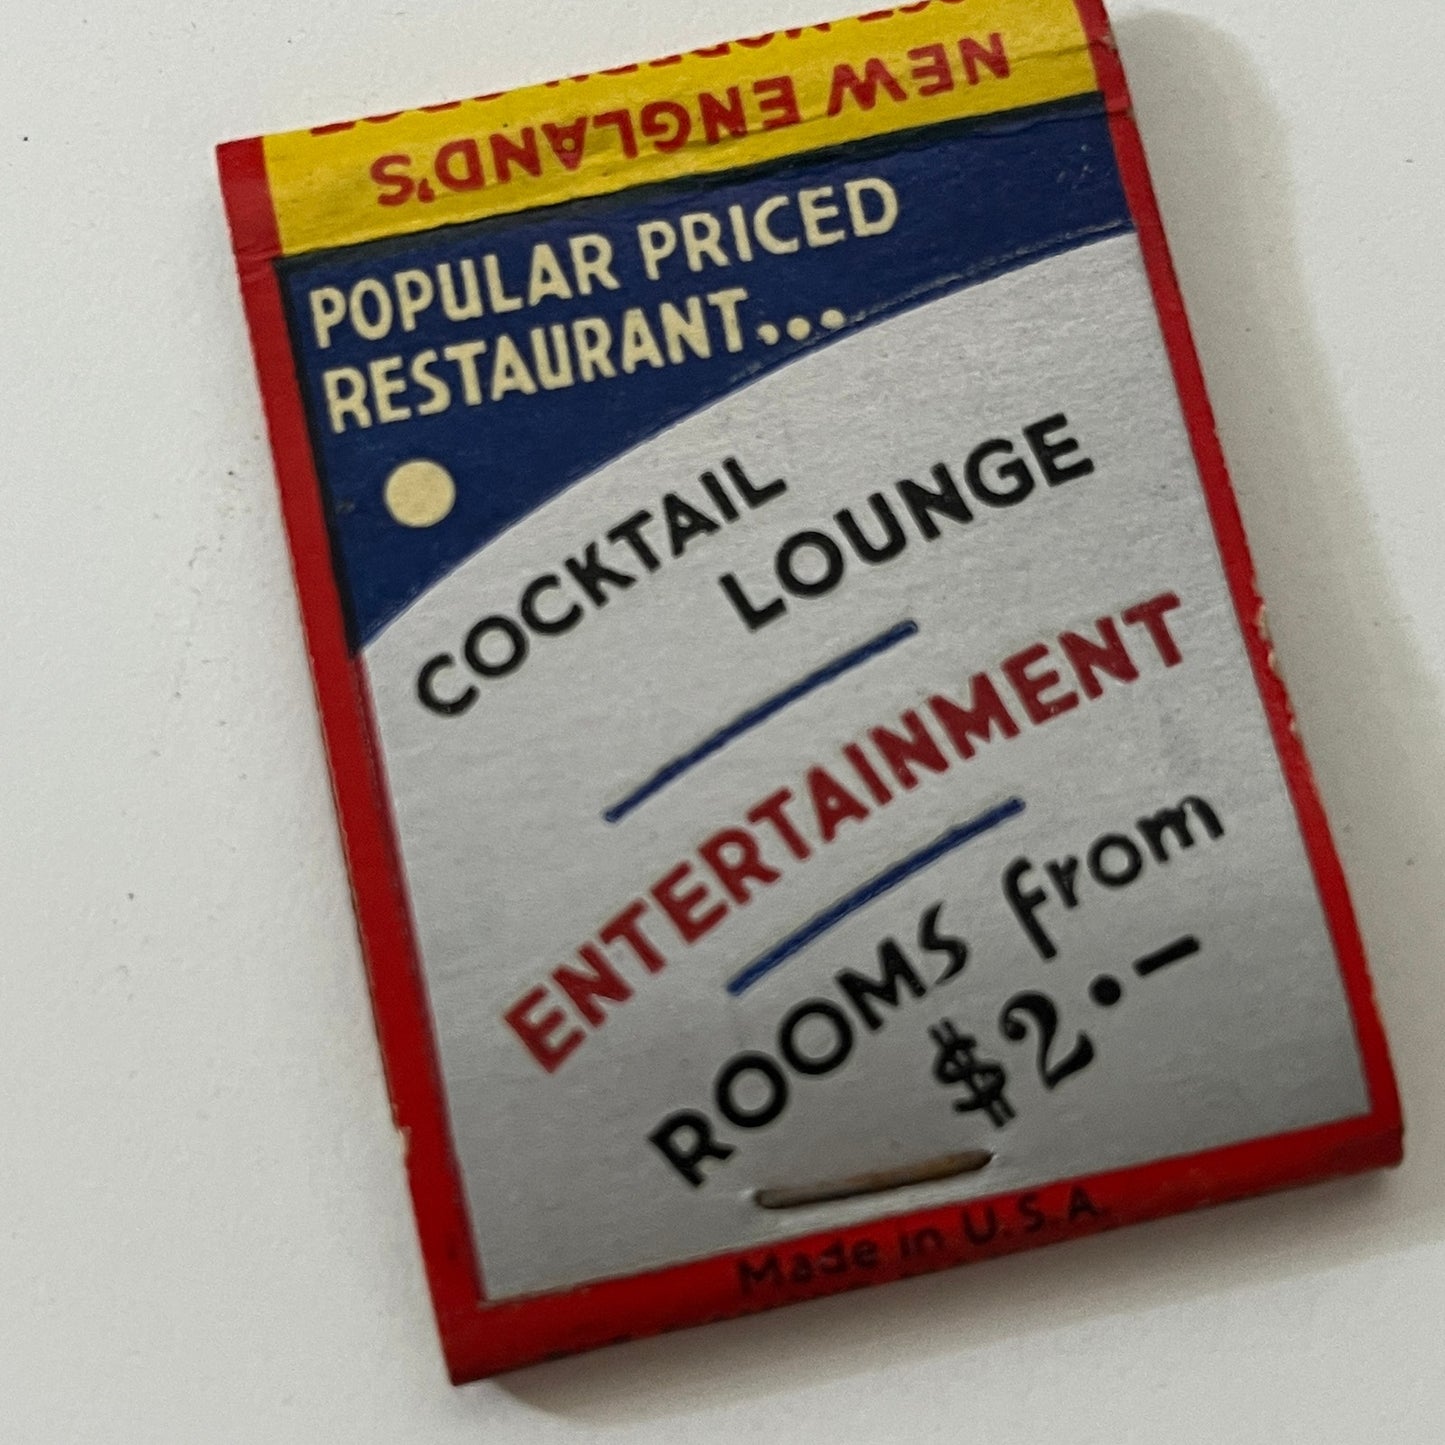 NEW ENGLAND'S
POPULAR PRICED
RESTAURANT...
COCKTAIL
LOUNGE
ENTERTAINMENT
ROOMS from
$2.-
Made in U.S.A.